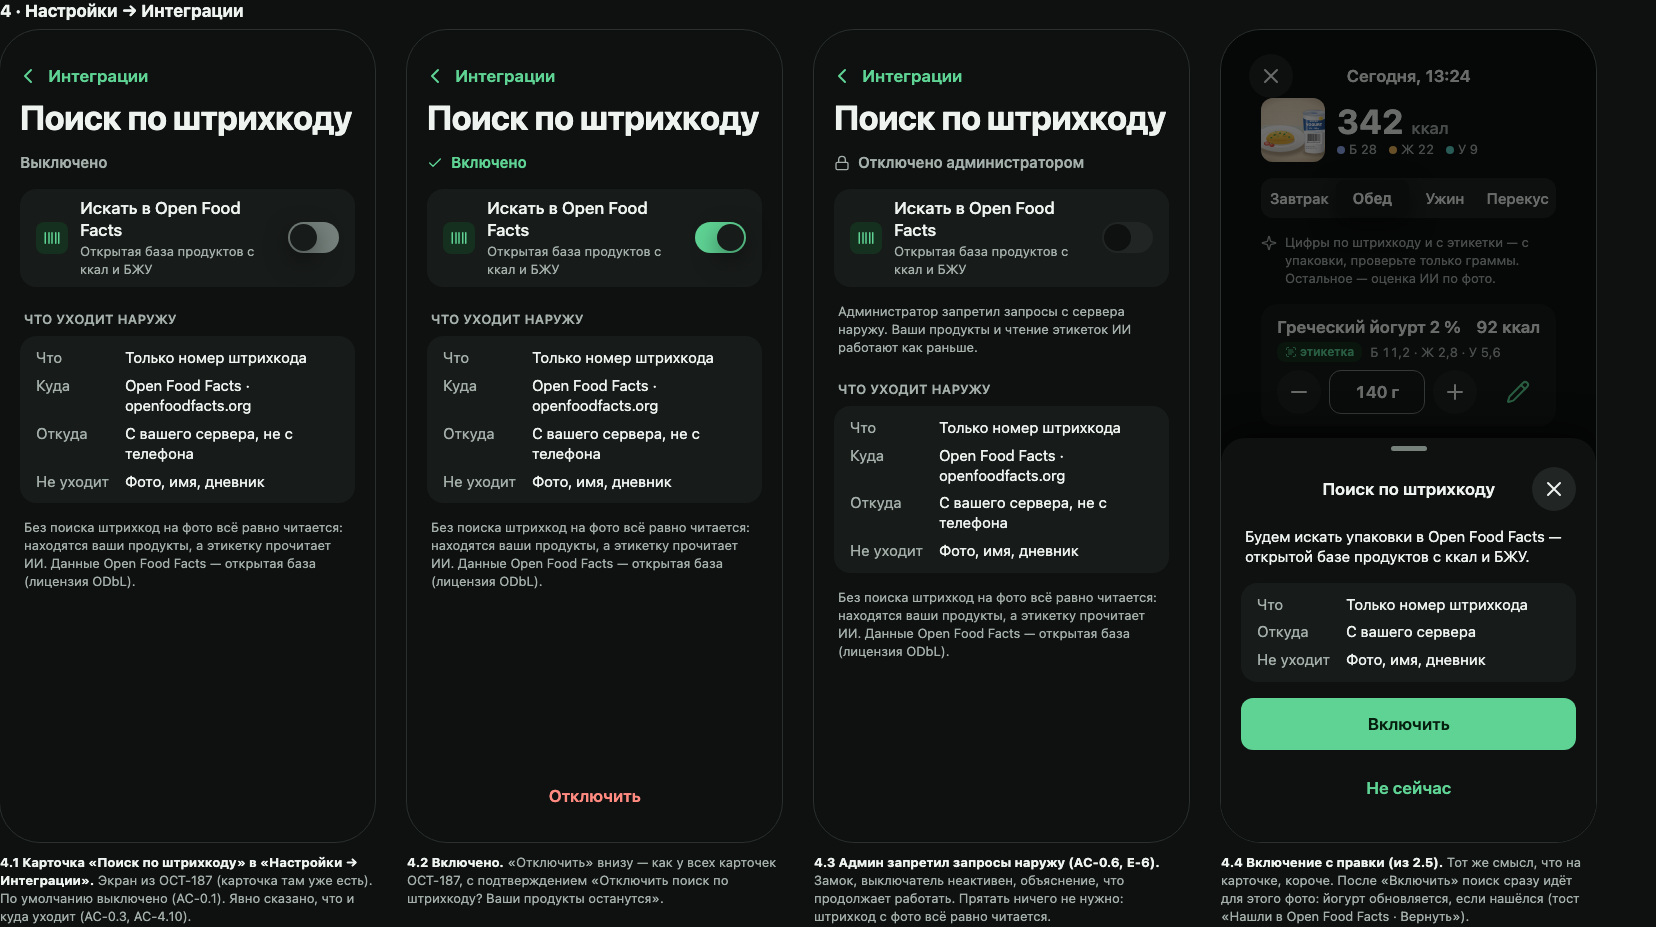 4 · Настройки → Интеграции
Интеграции
Поиск по штрихкоду
Выключено
Искать в Open Food
Facts
Открытая база продуктов с
ккал и БЖУ
ЧТО УХОДИТ НАРУЖУ
Что Только номер штрихкода
Куда Open Food Facts ·
openfoodfacts.org
Откуда С вашего сервера, не с
телефона
Не уходит Фото, имя, дневник
Без поиска штрихкод на фото всё равно читается:
находятся ваши продукты, а этикетку прочитает
ИИ. Данные Open Food Facts — открытая база
(лицензия ODbL).
4.1 Карточка «Поиск по штрихкоду» в «Настройки →
Интеграции». Экран из ОСТ-187 (карточка там уже есть).
По умолчанию выключено (AC-0.1). Явно сказано, что и
куда уходит (AC-0.3, AC-4.10).
Интеграции
Поиск по штрихкоду
Включено
Искать в Open Food
Facts
Открытая база продуктов с
ккал и БЖУ
ЧТО УХОДИТ НАРУЖУ
Что Только номер штрихкода
Куда Open Food Facts ·
openfoodfacts.org
Откуда С вашего сервера, не с
телефона
Не уходит Фото, имя, дневник
Без поиска штрихкод на фото всё равно читается:
находятся ваши продукты, а этикетку прочитает
ИИ. Данные Open Food Facts — открытая база
(лицензия ODbL).
Отключить
4.2 Включено. «Отключить» внизу — как у всех карточек
ОСТ-187, с подтверждением «Отключить поиск по
штрихкоду? Ваши продукты останутся».
Интеграции
Поиск по штрихкоду
Отключено администратором
Искать в Open Food
Facts
Открытая база продуктов с
ккал и БЖУ
Администратор запретил запросы с сервера
наружу. Ваши продукты и чтение этикеток ИИ
работают как раньше.
ЧТО УХОДИТ НАРУЖУ
Что Только номер штрихкода
Куда Open Food Facts ·
openfoodfacts.org
Откуда С вашего сервера, не с
телефона
Не уходит Фото, имя, дневник
Без поиска штрихкод на фото всё равно читается:
находятся ваши продукты, а этикетку прочитает
ИИ. Данные Open Food Facts — открытая база
(лицензия ODbL).
4.3 Админ запретил запросы наружу (AC-0.6, E-6).
Замок, выключатель неактивен, объяснение, что
продолжает работать. Прятать ничего не нужно:
штрихкод с фото всё равно читается.
Сегодня, 13:24
342 ккал
Б 28 Ж 22 У 9
Завтрак Обед Ужин Перекус
Цифры по штрихкоду и с этикетки — с
упаковки, проверьте только граммы.
Остальное — оценка ИИ по фото.
Греческий йогурт 2 % 92 ккал
этикетка Б 11,2 · Ж 2,8 · У 5,6
140 г
Поиск по штрихкоду
Будем искать упаковки в Open Food Facts —
открытой базе продуктов с ккал и БЖУ.
Что Только номер штрихкода
Откуда С вашего сервера
Не уходит Фото, имя, дневник
Включить
Не сейчас
4.4 Включение с правки (из 2.5). Тот же смысл, что на
карточке, короче. После «Включить» поиск сразу идёт
для этого фото: йогурт обновляется, если нашёлся (тост
«Нашли в Open Food Facts · Вернуть»).